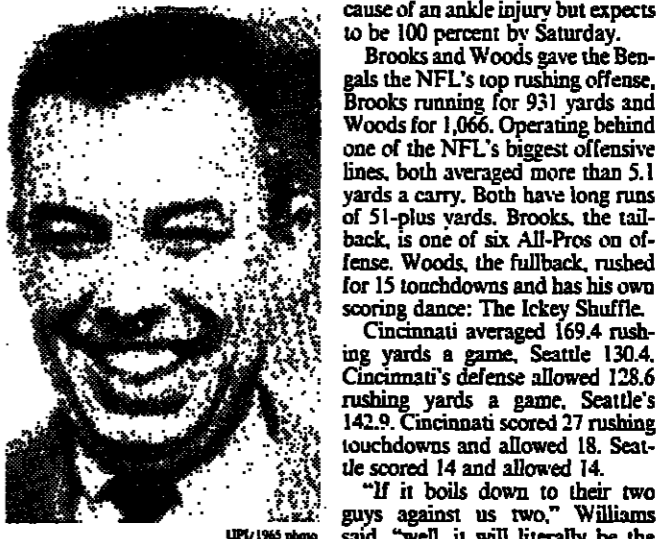 cause of an ankle injury but expects
to be 100 percent by Saturday.
Brooks and Woods gave the Ben-
gals the NFL's top rushing offense,
Brooks running for 931 yards and
Woods for 1,066. Operating behind
one of the NFL's biggest offensive
lines, both averaged more than 5.1
yards a carry. Both have long runs
of 51-plus yards. Brooks, the tail-
back, is one of six All-Pros on of-
fense. Woods, the fullback, rushed
for 15 touchdowns and has his own
scoring dance: The Ickey Shuffle.
Cincinnati averaged 169.4 rush-
ing yards a game, Seattle 130.4.
Cincinnati's defense allowed 128.6
rushing yards a game, Seattle's
142.9. Cincinnati scored 27 rushing
touchdowns and allowed 18. Seat-
tle scored 14 and allowed 14.
"If it boils down to their two
guys against us two," Williams
said, "well, it will literally be the
UPI/1965 photo